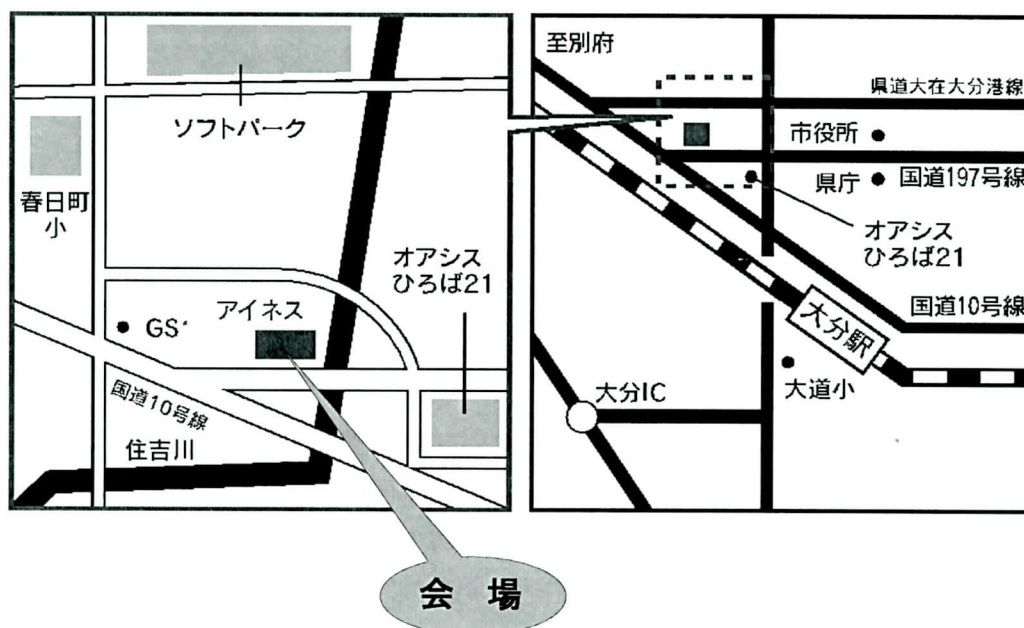 ソフトパーク
春日町
小
オアシス
ひろば21
アイネス
GS
国道10号線
住吉川
会 場
至別府
県道大在大分港線
市役所
県庁
国道197号線
オアシス
ひろば21
国道10号線
大分駅
大道小
大分IC